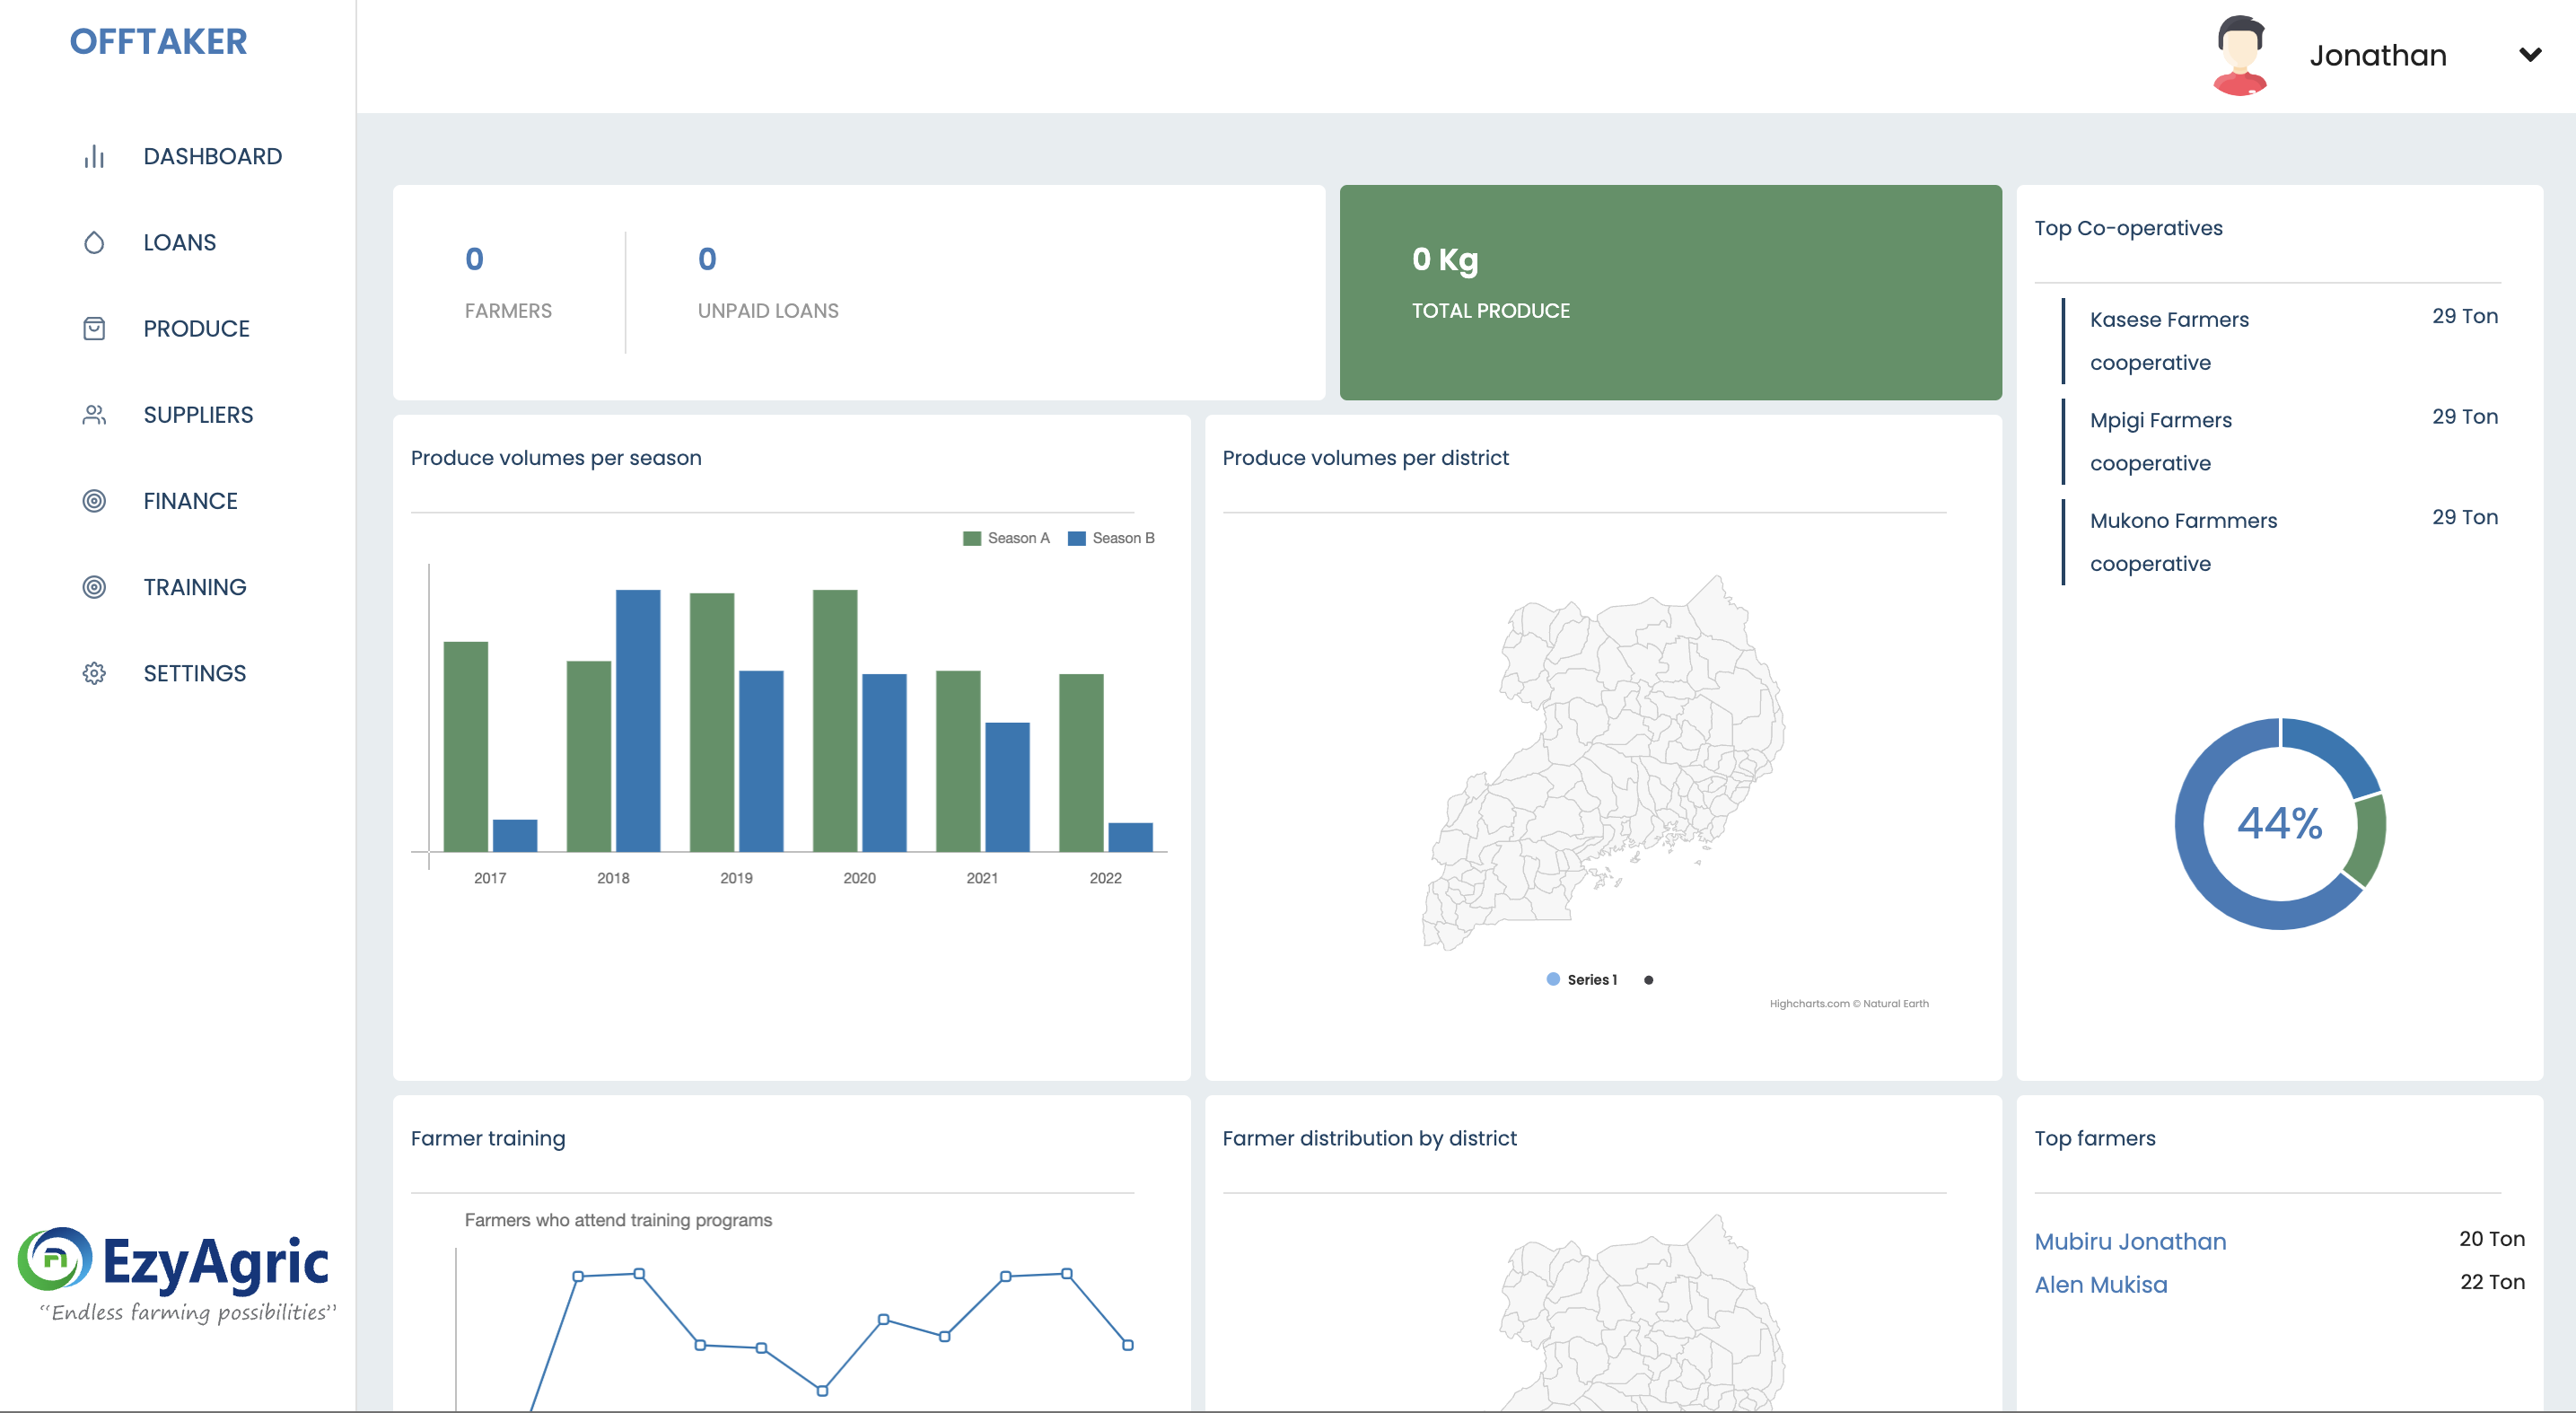 OFFTAKER
Jonathan
DASHBOARD
LOANS
PRODUCE
SUPPLIERS
FINANCE
TRAINING
SETTINGS
EzyAgric
“Endless farming possibilities”
0
FARMERS
0
UNPAID LOANS
0 Kg
TOTAL PRODUCE
Top Co-operatives
Kasese Farmers
cooperative
29 Ton
Mpigi Farmers
cooperative
29 Ton
Mukono Farmmers
cooperative
29 Ton
44%
Produce volumes per season
Season A
Season B
2017
2018
2019
2020
2021
2022
Produce volumes per district
Series 1
Highcharts.com © Natural Earth
Farmer training
Farmers who attend training programs
Farmer distribution by district
Top farmers
Mubiru Jonathan
20 Ton
Alen Mukisa
22 Ton